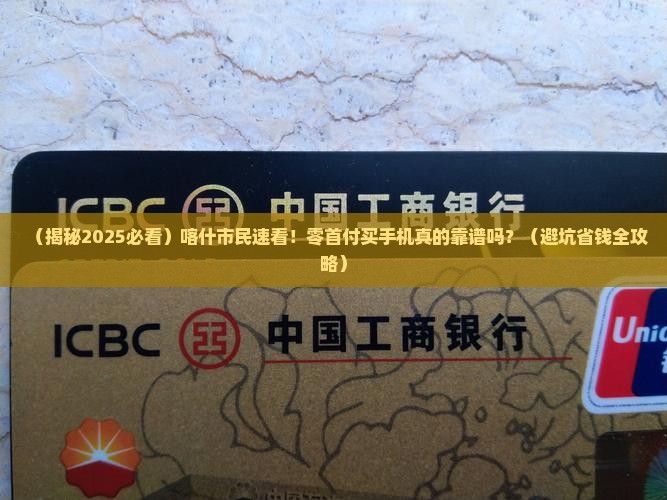 ICBC 中国工商银行
（揭秘2025必看）喀什市民速看！零首付买手机真的靠谱吗？（避坑省钱全攻
略）
ICBC 中国工商银行
Unio